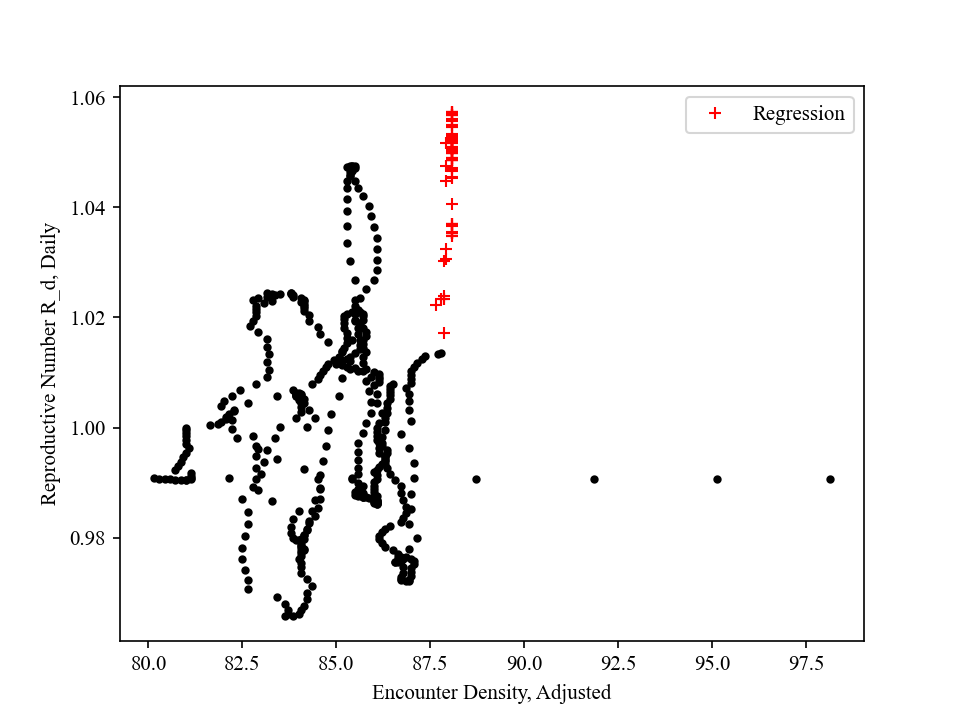 Regression
1.06
1.04
1.02
1.00
0.98
80.0 82.5 85.0 87.5 90.0 92.5 95.0 97.5
Encounter Density, Adjusted
Reproductive Number R_d, Daily